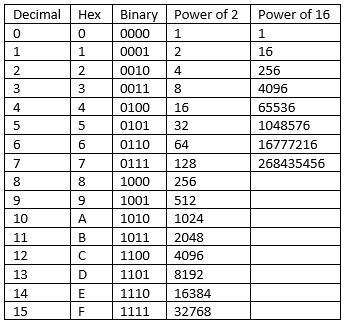 Decimal Hex Binary Power of 2 Power of 16
0 0 0000 1 1
1 1 0001 2 16
2 2 0010 4 256
3 3 0011 8 4096
4 4 0100 16 65536
5 5 0101 32 1048576
6 6 0110 64 16777216
7 7 0111 128 268435456
8 8 1000 256
9 9 1001 512
10 A 1010 1024
11 B 1011 2048
12 C 1100 4096
13 D 1101 8192
14 E 1110 16384
15 F 1111 32768